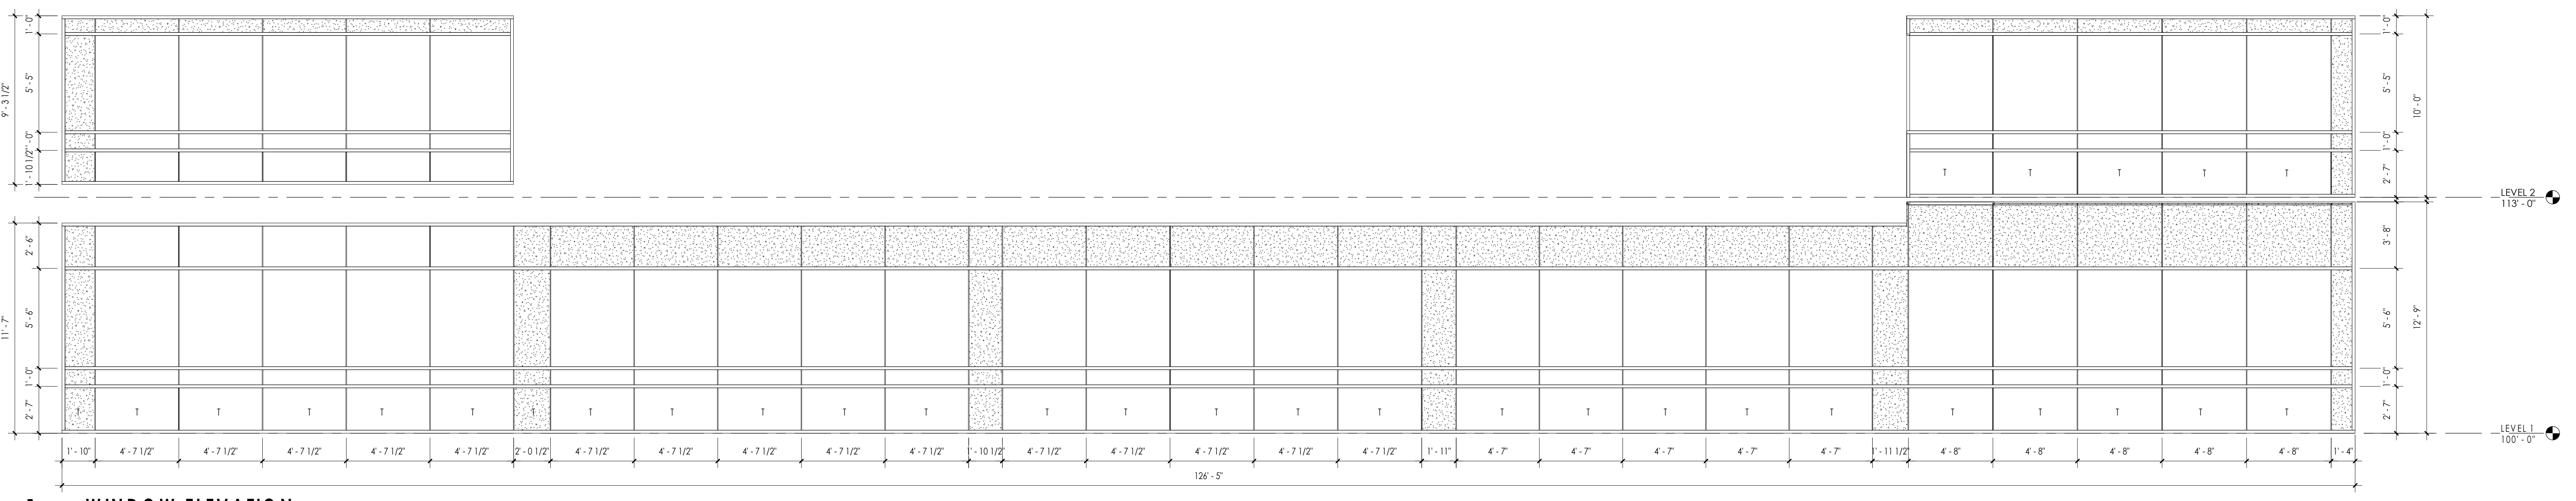 1' - 0"
5' - 5"
9' - 3 1/2"
1' - 0"
1' - 10 1/2"
1' - 0"
5' - 5"
10' - 0"
1' - 0"
2' - 7"
T T T T T
LEVEL 2
113' - 0"
2' - 6"
5' - 6"
11' - 7"
1' - 0"
2' - 7"
3' - 8"
5' - 6"
12' - 9"
1' - 0"
2' - 7"
T T T T T T T T T T T T T T T T T T T T T T T T T T
LEVEL 1
100' - 0"
1' - 10" 4' - 7 1/2" 4' - 7 1/2" 4' - 7 1/2" 4' - 7 1/2" 4' - 7 1/2" 2' - 0 1/2" 4' - 7 1/2" 4' - 7 1/2" 4' - 7 1/2" 4' - 7 1/2" 4' - 7 1/2" 1' - 10 1/2" 4' - 7 1/2" 4' - 7 1/2" 4' - 7 1/2" 4' - 7 1/2" 4' - 7 1/2" 1' - 11" 4' - 7" 4' - 7" 4' - 7" 4' - 7" 4' - 7" 1' - 11 1/2" 4' - 8" 4' - 8" 4' - 8" 4' - 8" 4' - 8" 1' - 4"
126' - 5"
WINDOW ELEVATION